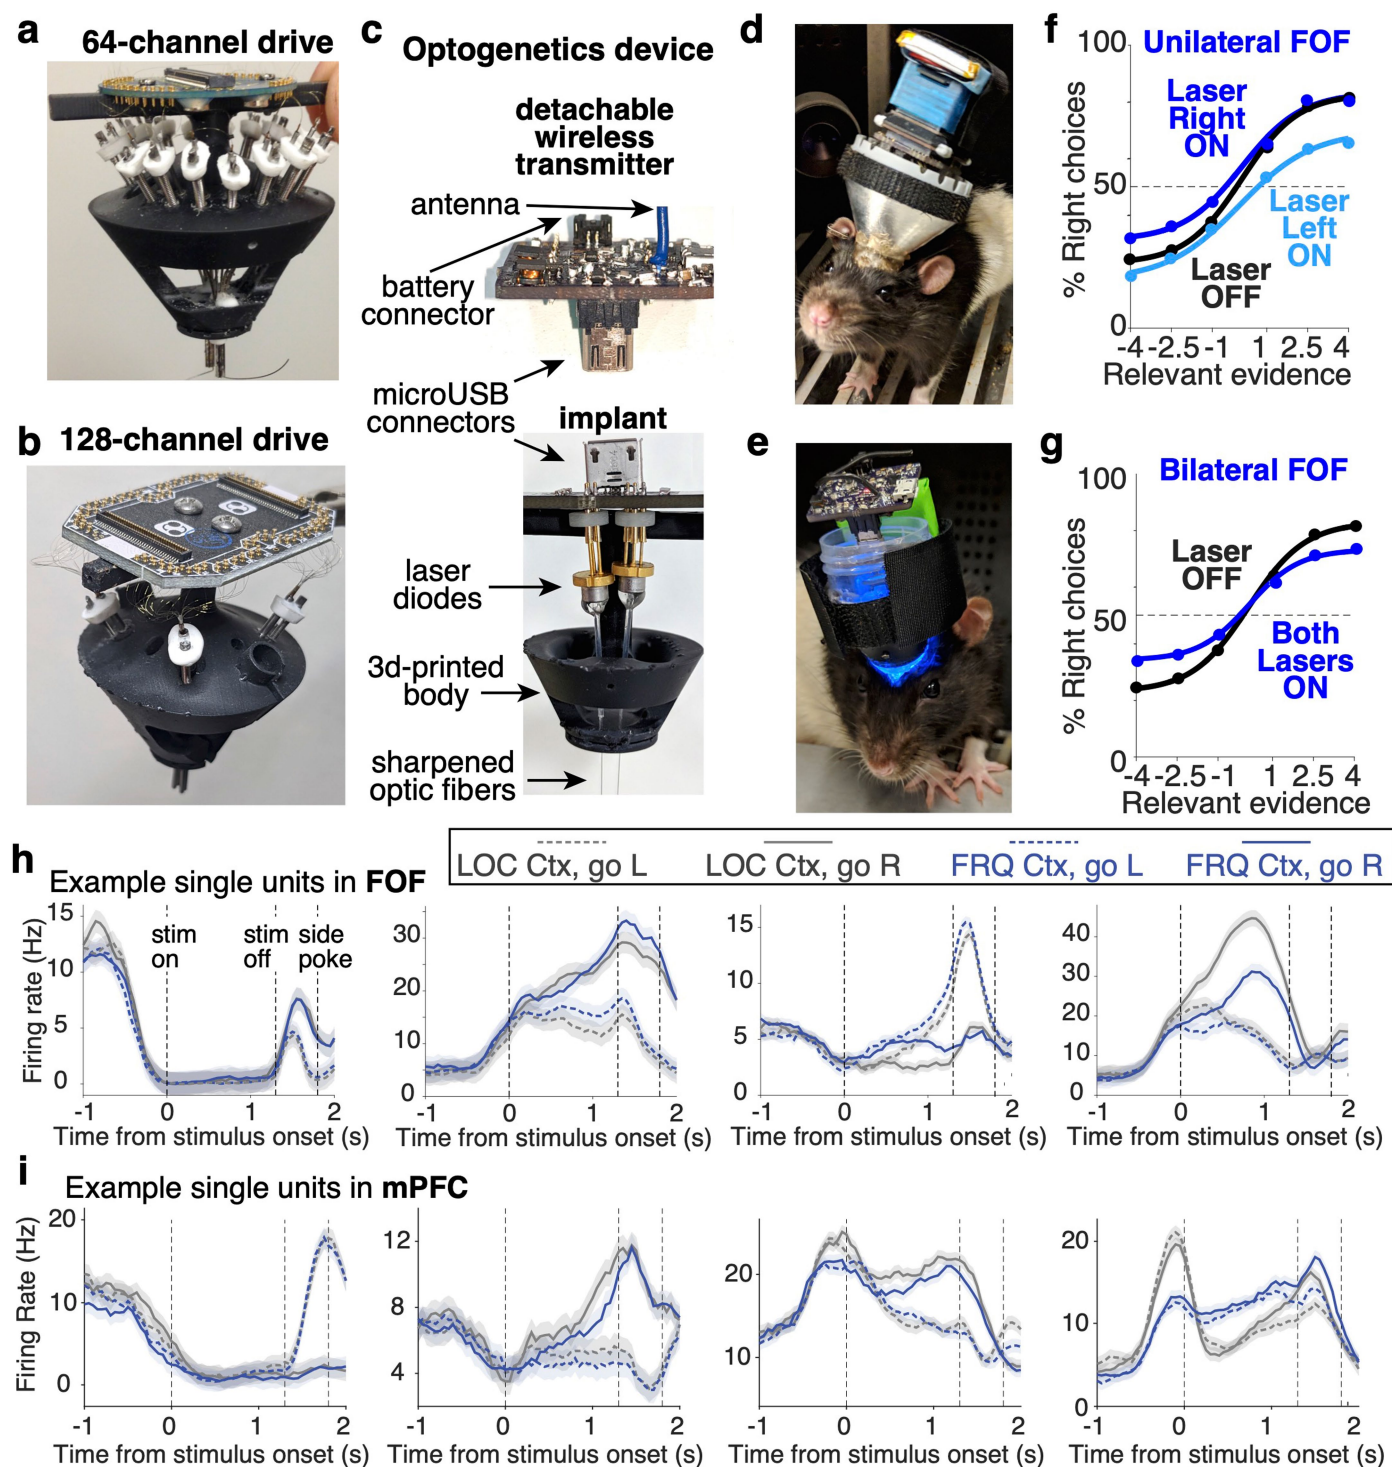 a
64-channel drive
b
128-channel drive
c
Optogenetics device
detachable
wireless
transmitter
antenna
battery
connector
microUSB
connectors
implant
laser
diodes
3d-printed
body
sharpened
optic fibers
d
e
f
Unilateral FOF
100
50
0
% Right choices
Laser
Right
ON
Laser
Left
ON
Laser
OFF
-4 -2.5 -1 1 2.5 4
Relevant evidence
g
Bilateral FOF
100
50
0
% Right choices
Laser
OFF
Both
Lasers
ON
-4 -2.5 -1 1 2.5 4
Relevant evidence
h
LOC Ctx, go L
LOC Ctx, go R
FRQ Ctx, go L
FRQ Ctx, go R
Example single units in FOF
Firing rate (Hz)
15
10
5
0
stim
on
stim
off
side
poke
-1 0 1 2
Time from stimulus onset (s)
30
20
10
0
-1 0 1 2
Time from stimulus onset (s)
15
10
5
0
-1 0 1 2
Time from stimulus onset (s)
40
30
20
10
0
-1 0 1 2
Time from stimulus onset (s)
i
Example single units in mPFC
Firing Rate (Hz)
20
10
0
-1 0 1 2
Time from stimulus onset (s)
12
8
4
-1 0 1 2
Time from stimulus onset (s)
20
10
-1 0 1 2
Time from stimulus onset (s)
20
10
0
-1 0 1 2
Time from stimulus onset (s)